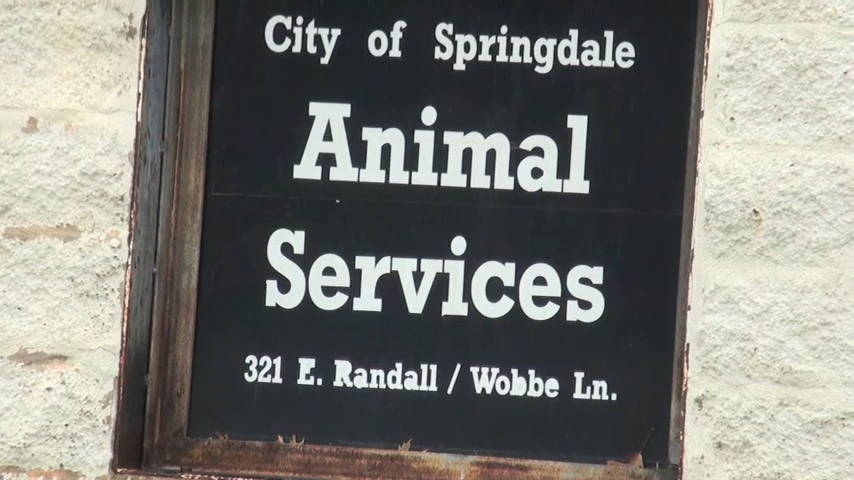 City of Springdale
Animal
Services
321 E. Randall / Wobbe Ln.